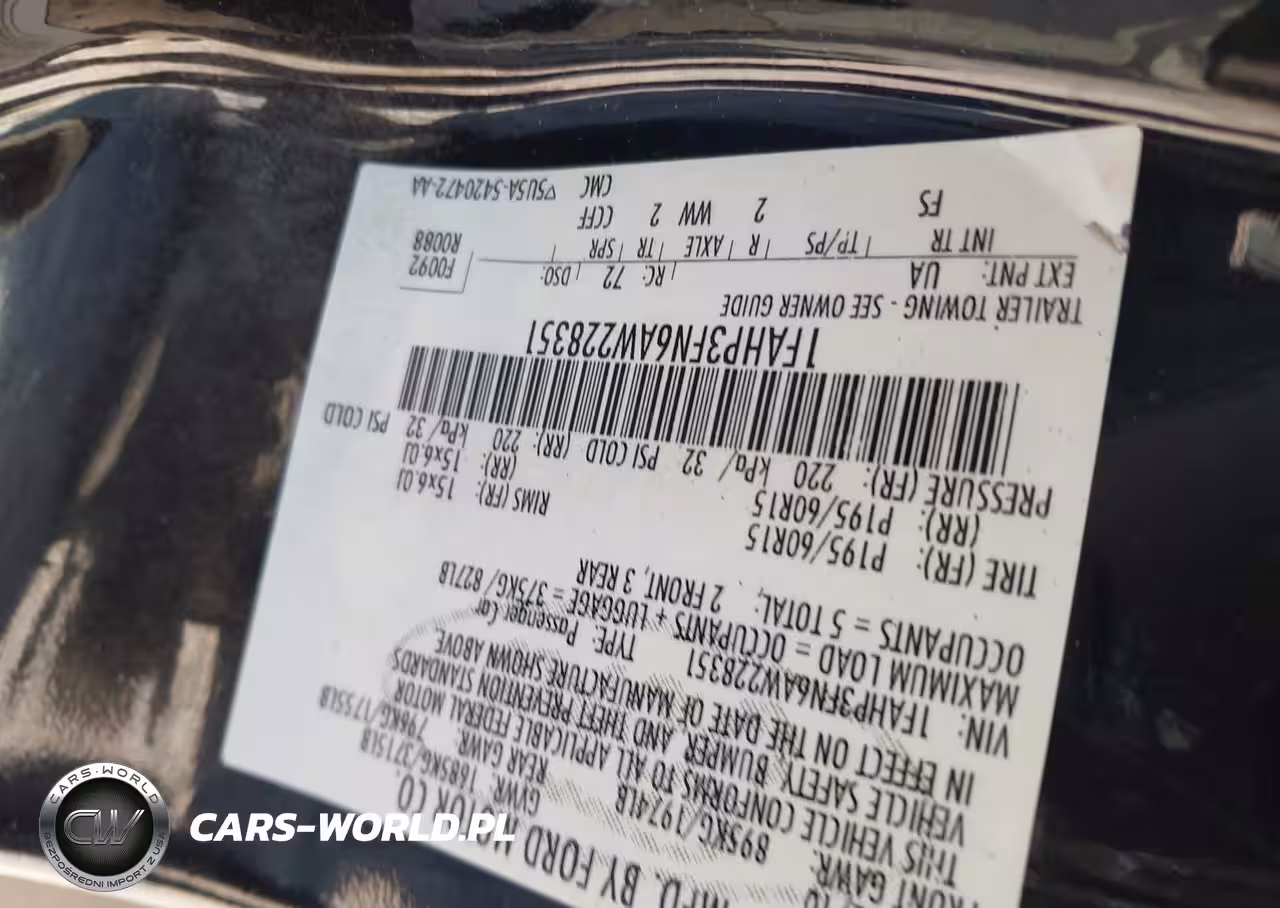 MFD. BY FORD MOTOR CO.
FRONT GAWR: GVWR: 1685KG/3715LB
895KG/1974LB REAR GAWR: 796KG/1755LB
THIS VEHICLE CONFORMS TO ALL APPLICABLE FEDERAL MOTOR
VEHICLE SAFETY, BUMPER, AND THEFT PREVENTION STANDARDS
IN EFFECT ON THE DATE OF MANUFACTURE SHOWN ABOVE.
VIN: 1FAHP3FN6AW228351 TYPE: Passenger Car
MAXIMUM LOAD = OCCUPANTS + LUGGAGE = 375KG/ 827LB
OCCUPANTS = 5 TOTAL; 2 FRONT, 3 REAR
TIRE (FR): P195/60R15 RIMS (FR): 15x6.0J
(RR): P195/60R15 (RR): 15x6.0J
PRESSURE (FR): 220 kPa/ 32 PSI COLD (RR): 220 kPa/ 32 PSI COLD
1FAHP3FN6AW228351
TRAILER TOWING - SEE OWNER GUIDE
EXT PNT: UA RC: 72 DSO: F0092
INT TR TP/PS R AXLE TR SPR R0088
FS 2 WW 2 CCFF
CMC ▽5U5A-5420472-AA
CARS-WORLD
CW
BEZPOŚREDNI IMPORT Z USA
CARS-WORLD.PL